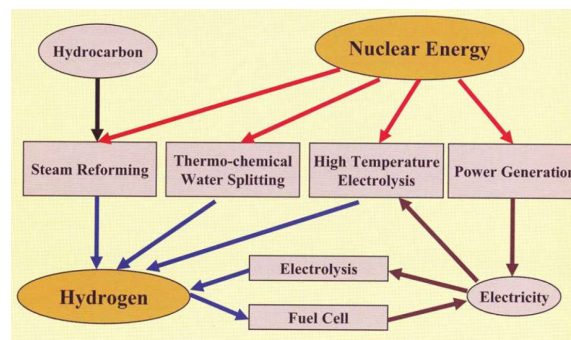 Hydrocarbon
Nuclear Energy
Steam Reforming
Thermo-chemical
Water Splitting
High Temperature
Electrolysis
Power Generation
Electrolysis
Hydrogen
Fuel Cell
Electricity